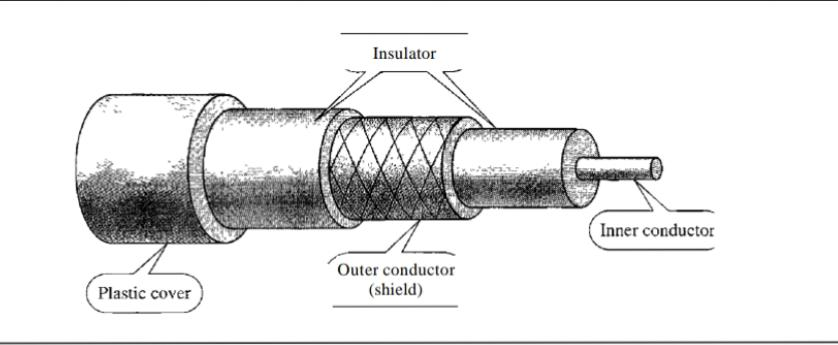 Insulator
Inner conductor
Outer conductor
(shield)
Plastic cover